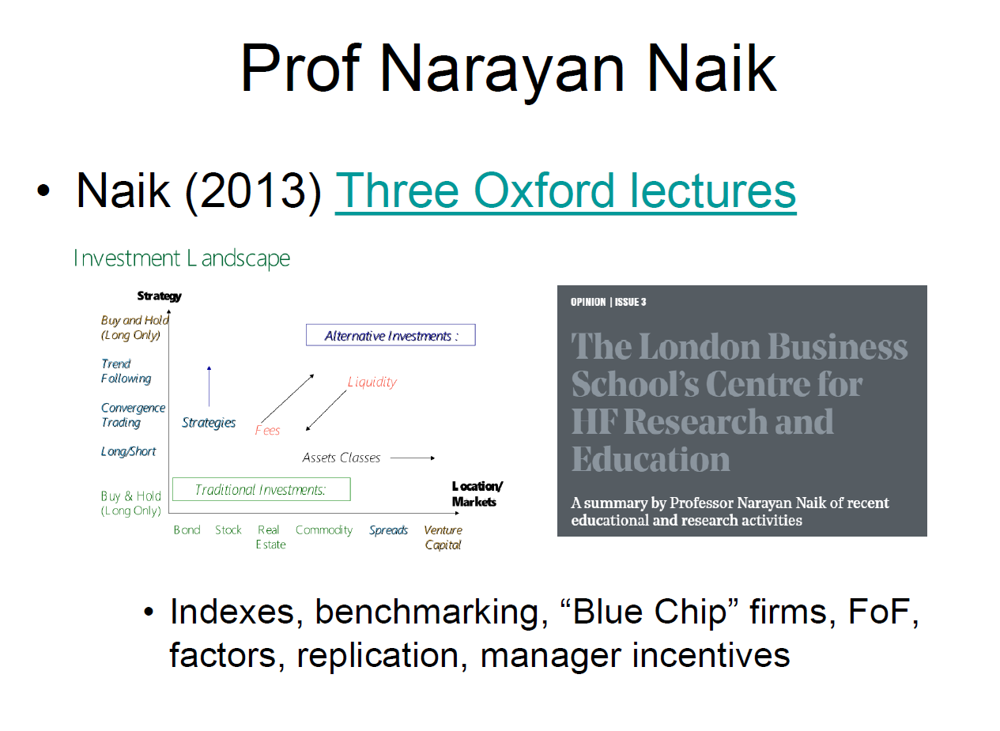 Prof Narayan Naik
• Naik (2013) Three Oxford lectures
Investment Landscape
Strategy
Buy and Hold
(Long Only)
Trend
Following
Convergence
Trading
Long/Short
Buy & Hold
(Long Only)
Alternative Investments :
Liquidity
Strategies
Fees
Assets Classes
Traditional Investments:
Location/
Markets
Bond Stock Real Commodity Spreads Venture
Estate Capital
OPINION | ISSUE 3
The London Business
School’s Centre for
HF Research and
Education
A summary by Professor Narayan Naik of recent
educational and research activities
• Indexes, benchmarking, “Blue Chip” firms, FoF,
factors, replication, manager incentives